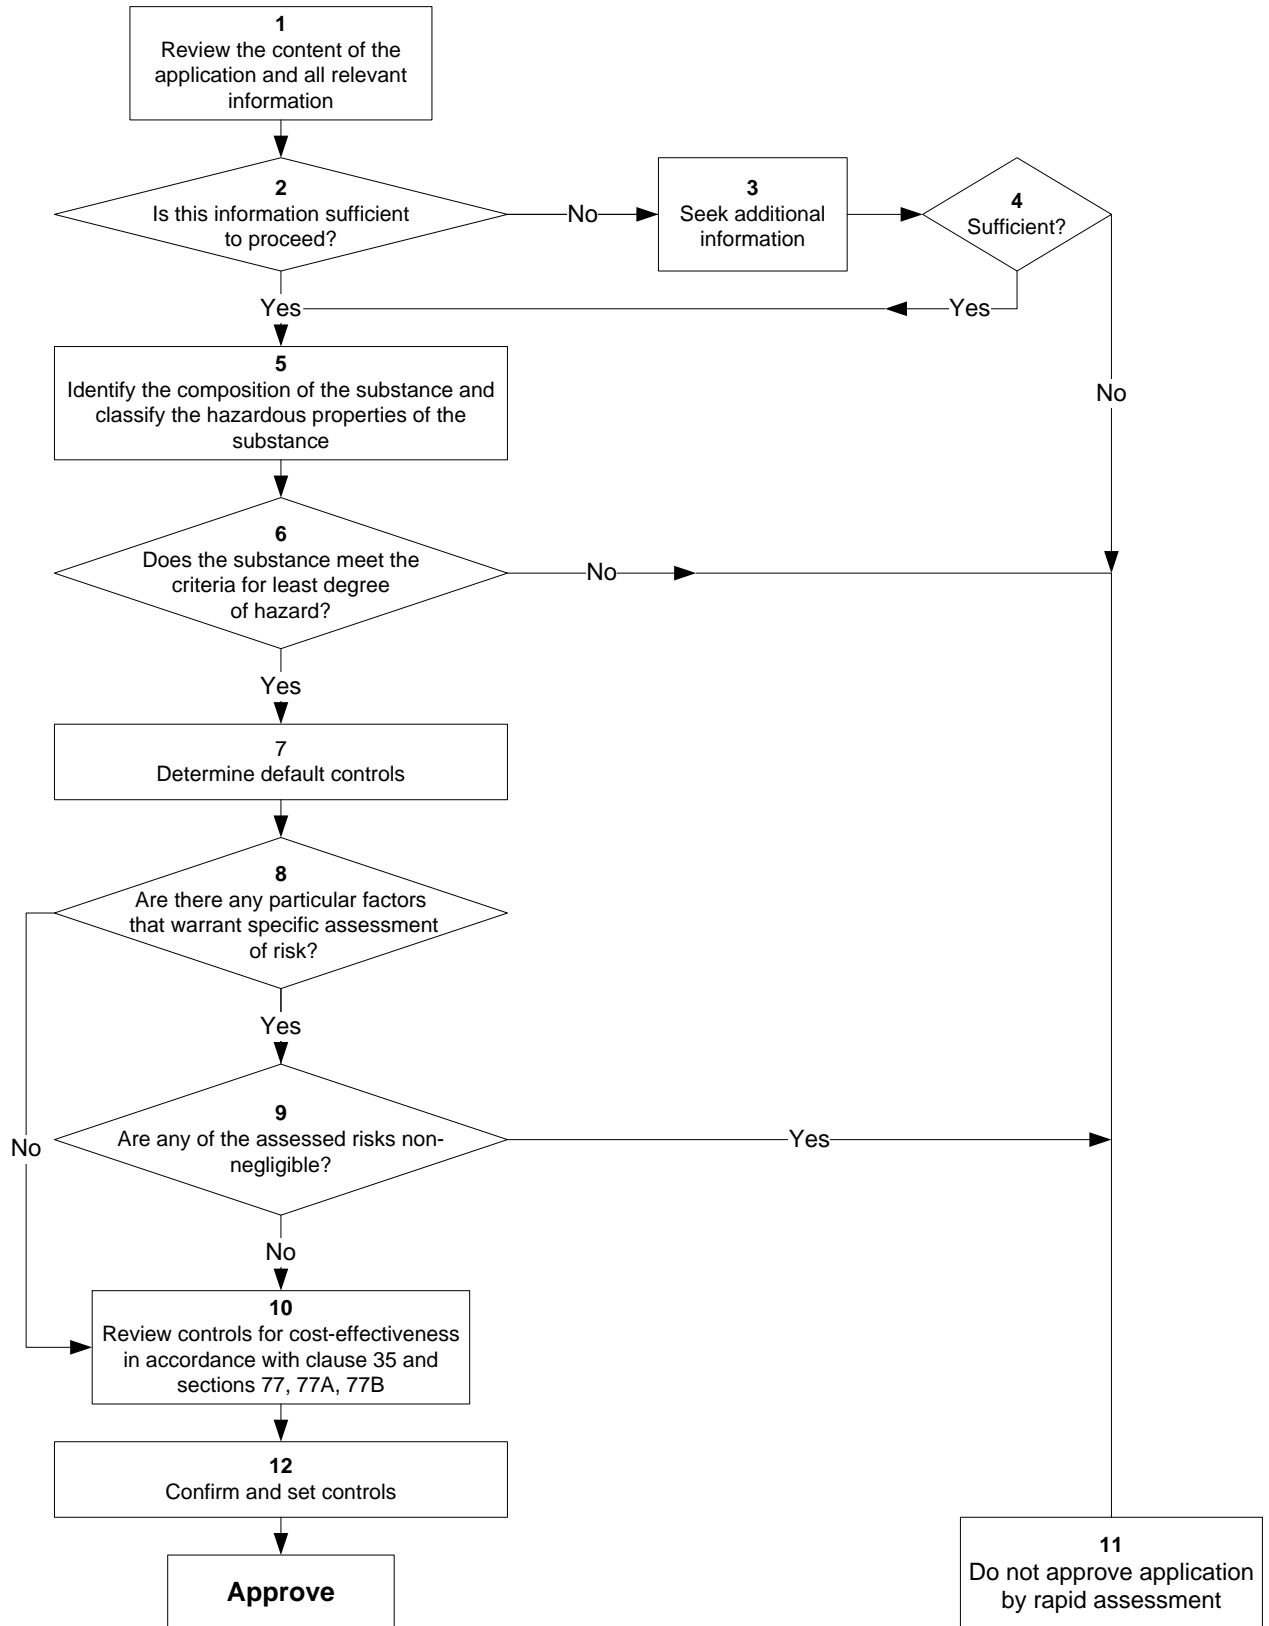 1
Review the content of the
application and all relevant
information
2
Is this information sufficient
to proceed?
No
3
Seek additional
information
4
Sufficient?
Yes
Yes
No
5
Identify the composition of the substance and
classify the hazardous properties of the
substance
6
Does the substance meet the
criteria for least degree
of hazard?
No
Yes
7
Determine default controls
8
Are there any particular factors
that warrant specific assessment
of risk?
Yes
No
9
Are any of the assessed risks non-
negligible?
Yes
No
10
Review controls for cost-effectiveness
in accordance with clause 35 and
sections 77, 77A, 77B
12
Confirm and set controls
Approve
11
Do not approve application
by rapid assessment